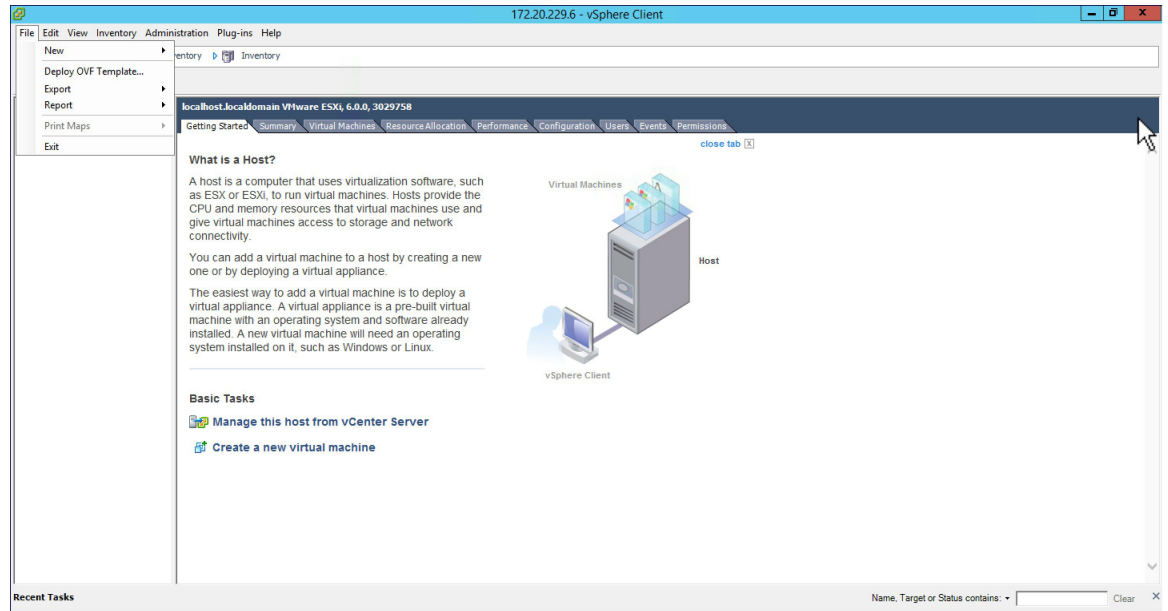 172.20.229.6 - vSphere Client
File Edit View Inventory Administration Plug-ins Help
New
Deploy OVF Template...
Export
Report
Print Maps
Exit
entory Inventory
localhost.localdomain VMware ESXi, 6.0.0, 3029758
Getting Started Summary Virtual Machines Resource Allocation Performance Configuration Users Events Permissions
close tab X
What is a Host?
A host is a computer that uses virtualization software, such
as ESX or ESXi, to run virtual machines. Hosts provide the
CPU and memory resources that virtual machines use and
give virtual machines access to storage and network
connectivity.
You can add a virtual machine to a host by creating a new
one or by deploying a virtual appliance.
The easiest way to add a virtual machine is to deploy a
virtual appliance. A virtual appliance is a pre-built virtual
machine with an operating system and software already
installed. A new virtual machine will need an operating
system installed on it, such as Windows or Linux.
Virtual Machines
Host
vSphere Client
Basic Tasks
Manage this host from vCenter Server
Create a new virtual machine
Recent Tasks
Name, Target or Status contains:
Clear